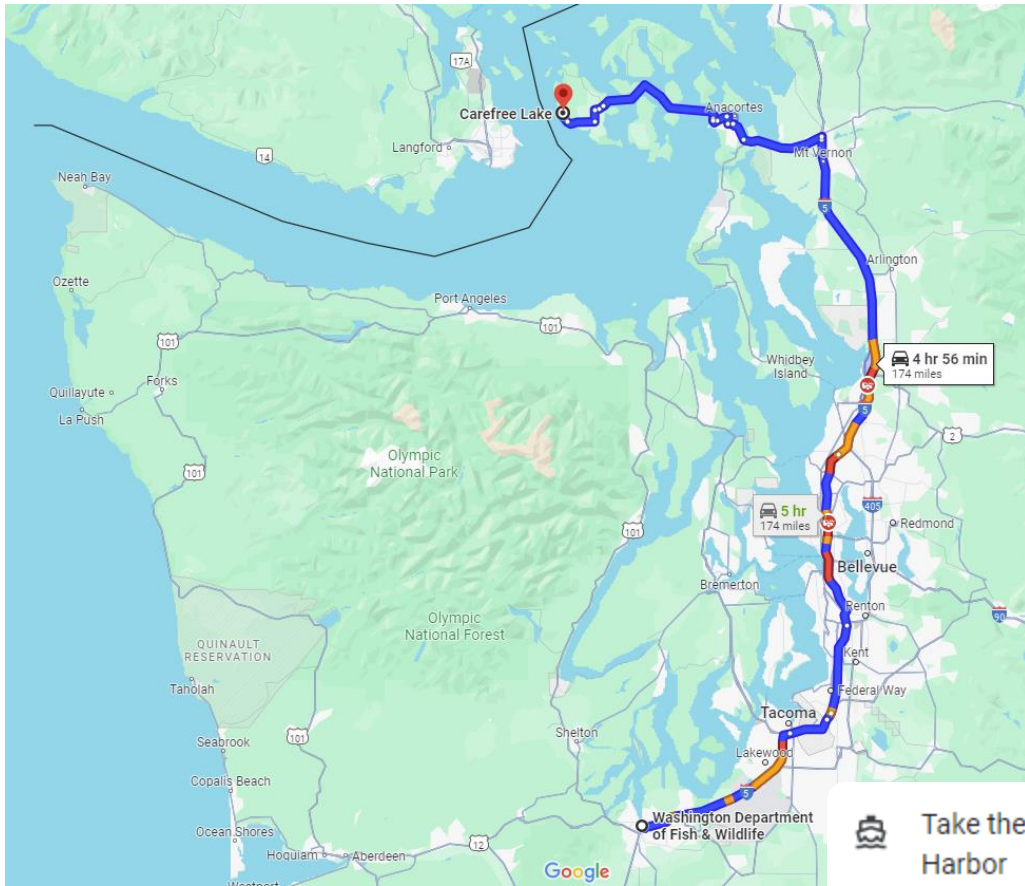 17A
Carefree Lake
Anacortes
Langford
14
Mt Vernon
Neah Bay
5
Arlington
Ozette
Port Angeles
101
101
4 hr 56 min
174 miles
Whidbey
Island
Quillayute
Forks
La Push
5
2
Olympic
National Park
101
5 hr
174 miles
405
Redmond
101
Bellevue
Bremerton
Renton
90
Olympic
National Forest
QUINAULT
RESERVATION
Kent
Taholah
Federal Way
Tacoma
101
Shelton
Seabrook
Lakewood
Copalis Beach
5
Washington Department
of Fish & Wildlife
Ocean Shores
12
Hoquiam
Aberdeen
Google
Westport
Take the
Harbor